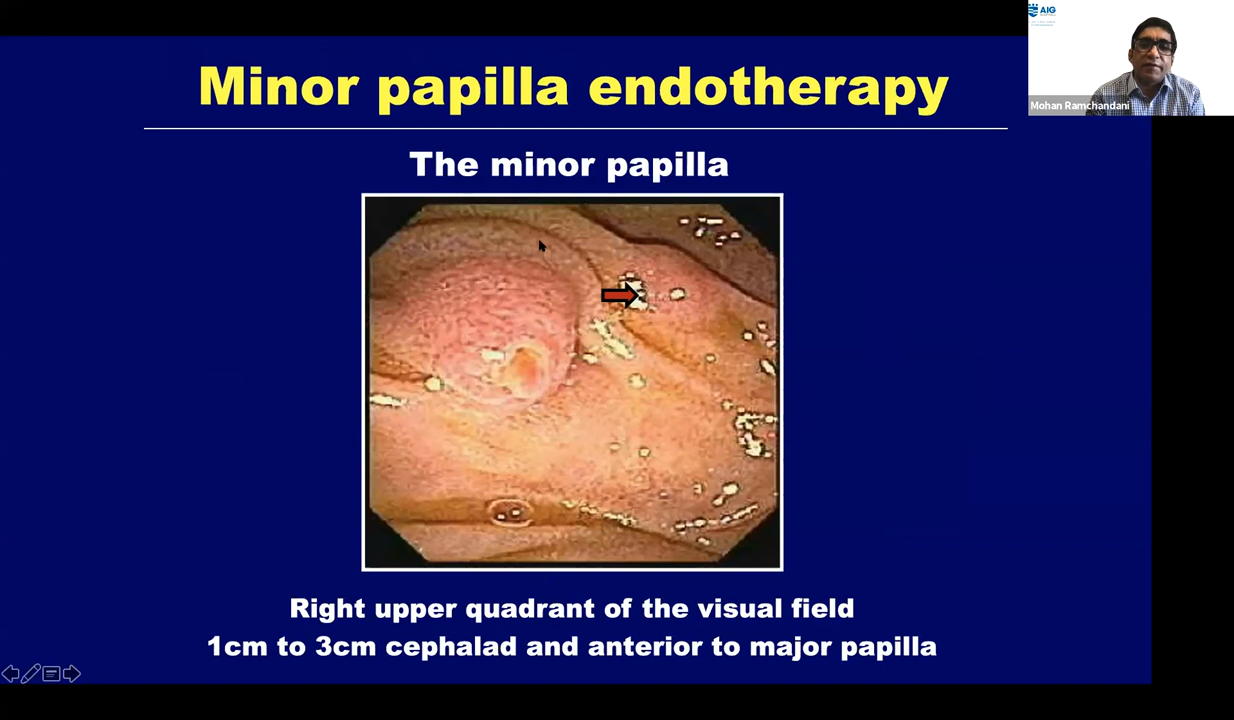 Minor papilla endotherapy
AIG
Mohan Ramchandani
The minor papilla
Right upper quadrant of the visual field
1cm to 3cm cephalad and anterior to major papilla